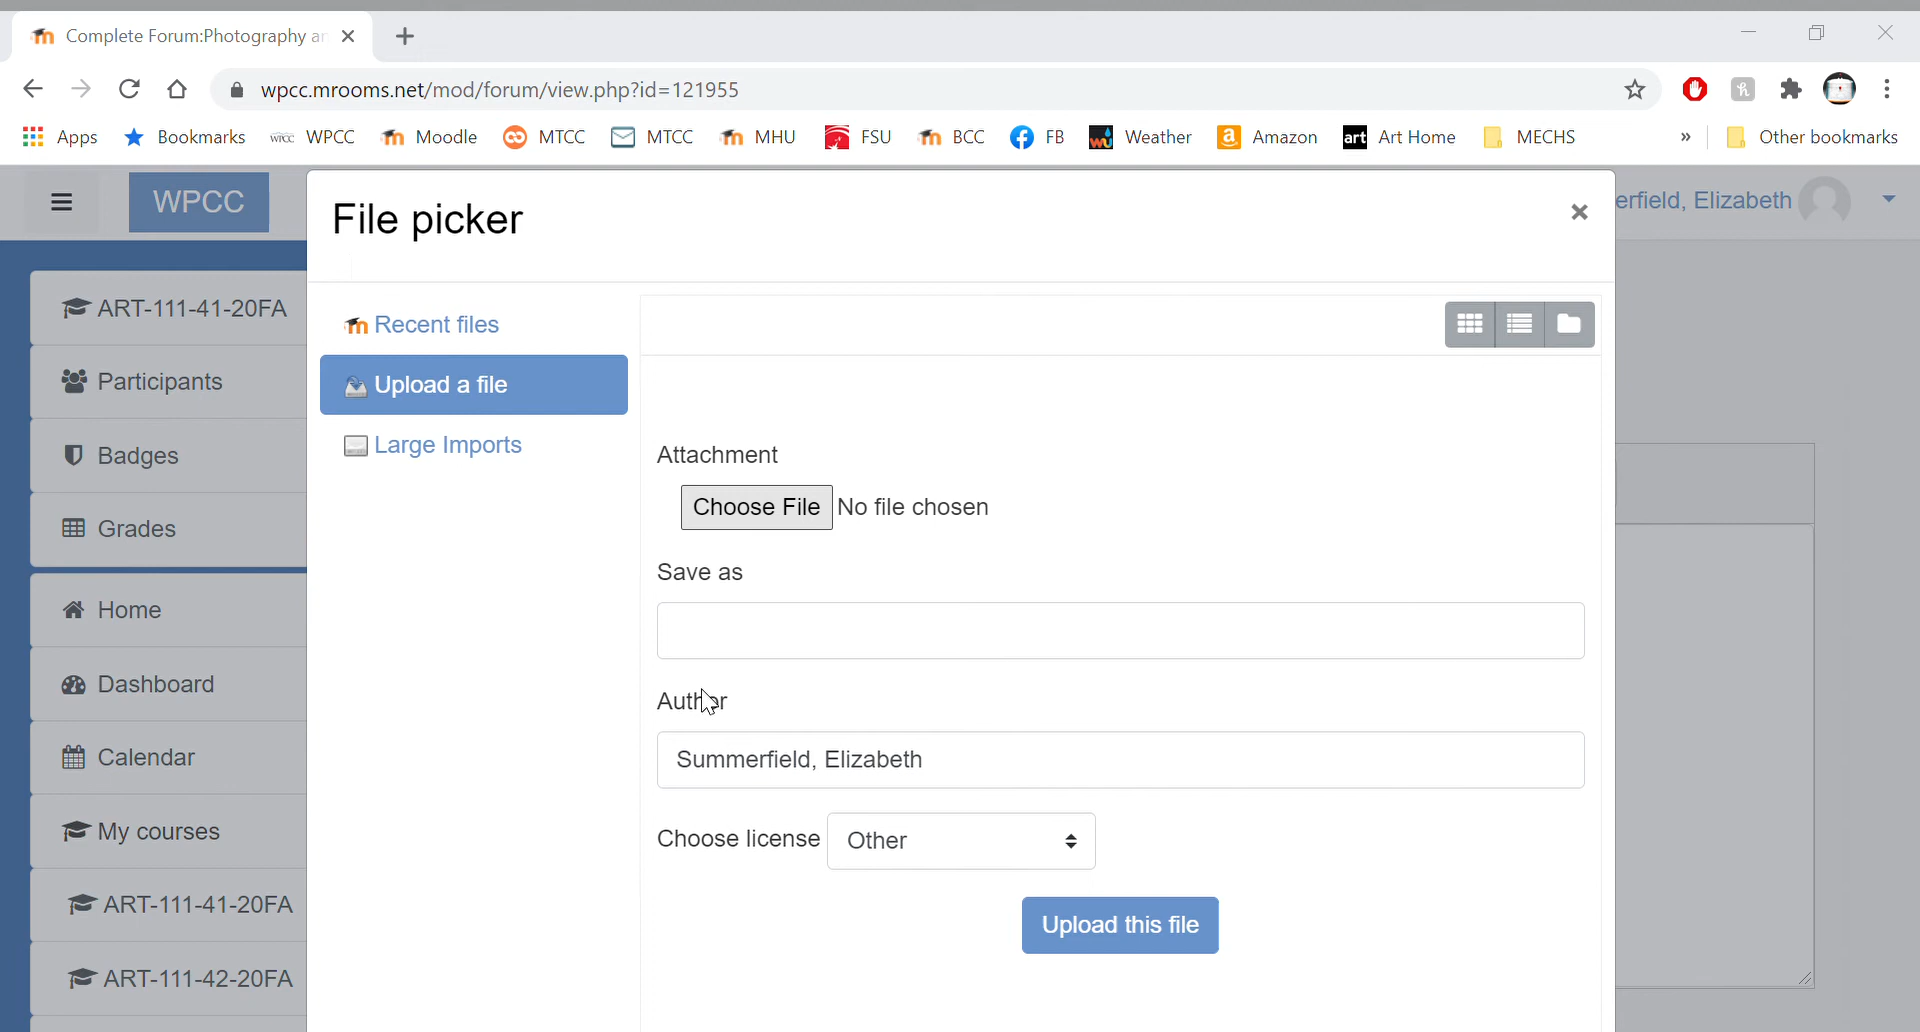 Complete Forum:Photography ar
wpcc.mrooms.net/mod/forum/view.php?id=121955
Apps Bookmarks WPCC WPCC Moodle MTCC MTCC MHU FSU BCC FB Weather Amazon art Art Home MECHS » Other bookmarks
WPCC
erfield, Elizabeth
File picker
ART-111-41-20FA
Participants
Badges
Grades
Home
Dashboard
Calendar
My courses
ART-111-41-20FA
ART-111-42-20FA
Recent files
Upload a file
Large Imports
Attachment
Choose File No file chosen
Save as
Author
Summerfield, Elizabeth
Choose license Other
Upload this file